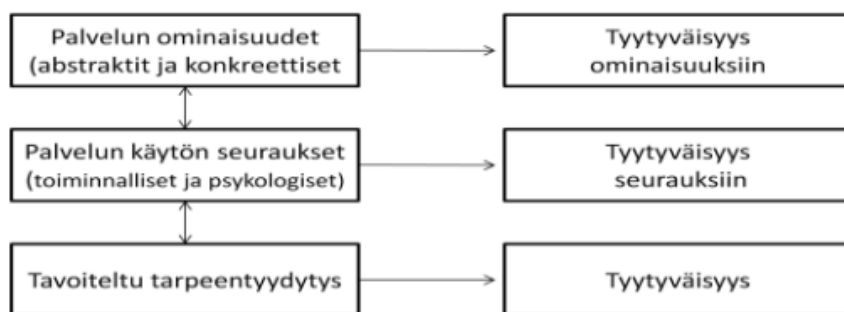 Palvelun ominaisuudet
(abstraktit ja konkreettiset
Tyytyväisyys
ominaisuuksiin
Palvelun käytön seuraukset
(toiminnalliset ja psykologiset)
Tyytyväisyys
seurauksiin
Tavoiteltu tarpeentyydytys
Tyytyväisyys